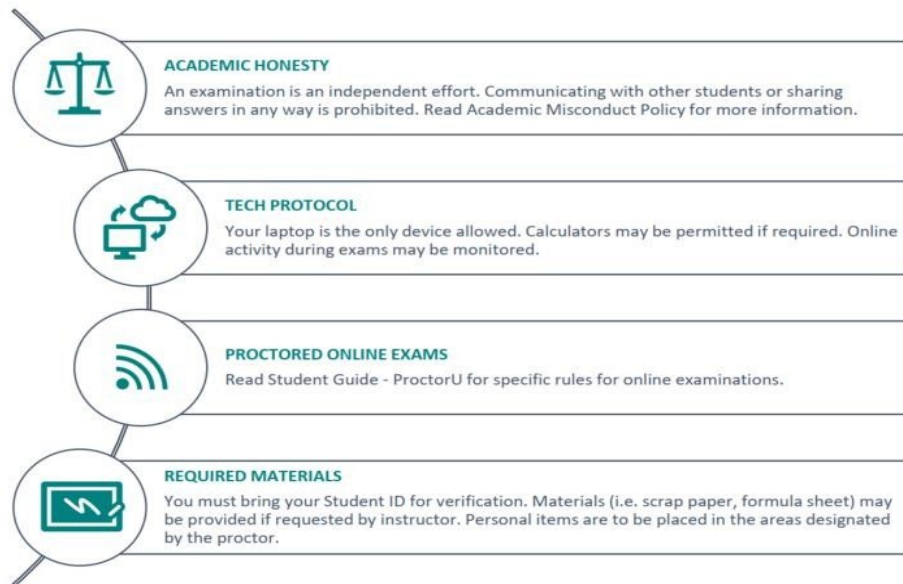 ACADEMIC HONESTY
An examination is an independent effort. Communicating with other students or sharing
answers in any way is prohibited. Read Academic Misconduct Policy for more information.
TECH PROTOCOL
Your laptop is the only device allowed. Calculators may be permitted if required. Online
activity during exams may be monitored.
PROCTORED ONLINE EXAMS
Read Student Guide - ProctorU for specific rules for online examinations.
REQUIRED MATERIALS
You must bring your Student ID for verification. Materials (i.e. scrap paper, formula sheet) may
be provided if requested by instructor. Personal items are to be placed in the areas designated
by the proctor.